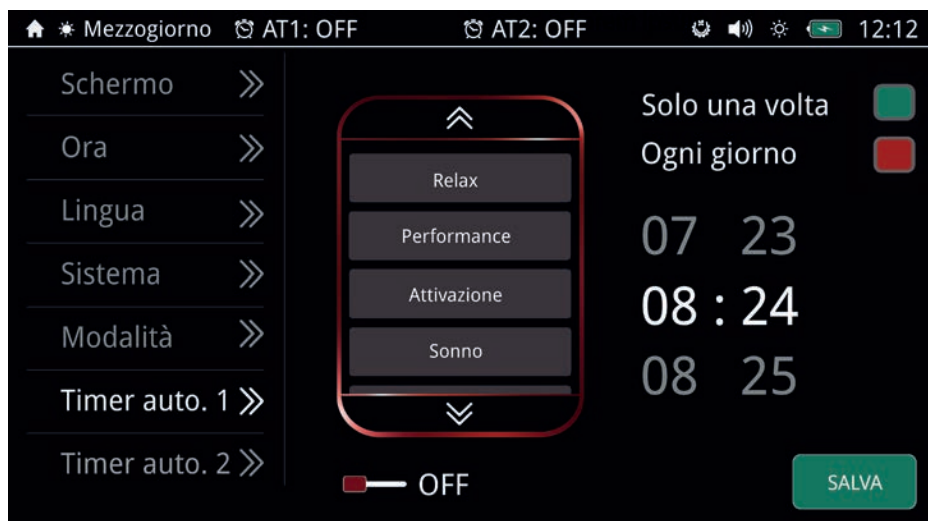 Mezzogiorno AT1: OFF AT2: OFF 12:12
Schermo
Ora
Lingua
Sistema
Modalità
Timer auto. 1
Timer auto. 2
Relax
Performance
Attivazione
Sonno
OFF
Solo una volta
Ogni giorno
07 23
08 : 24
08 25
SALVA